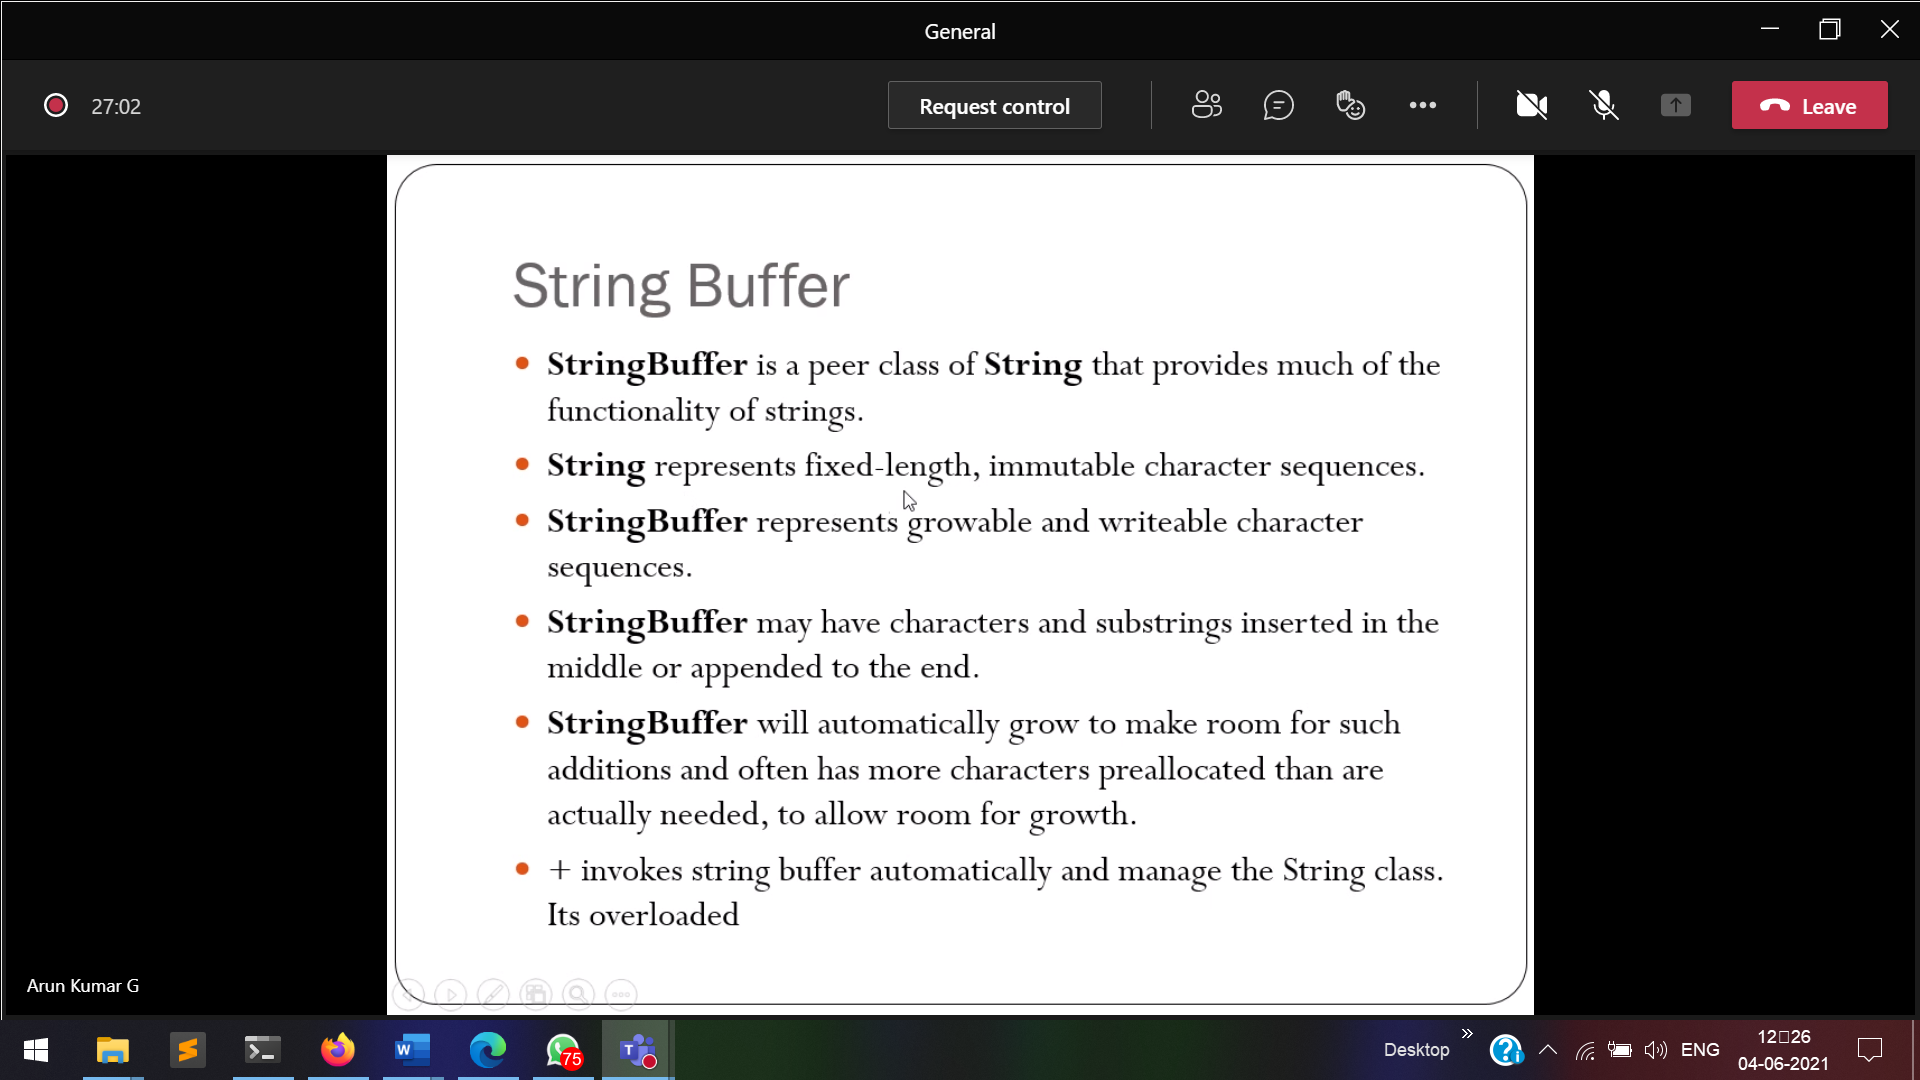 General
27:02
Request control
Leave
String Buffer
StringBuffer is a peer class of String that provides much of the
functionality of strings.
String represents fixed-length, immutable character sequences.
StringBuffer represents growable and writeable character
sequences.
StringBuffer may have characters and substrings inserted in the
middle or appended to the end.
StringBuffer will automatically grow to make room for such
additions and often has more characters preallocated than are
actually needed, to allow room for growth.
+ invokes string buffer automatically and manage the String class.
Its overloaded
Arun Kumar G
75
Desktop
ENG
12▯26
04-06-2021